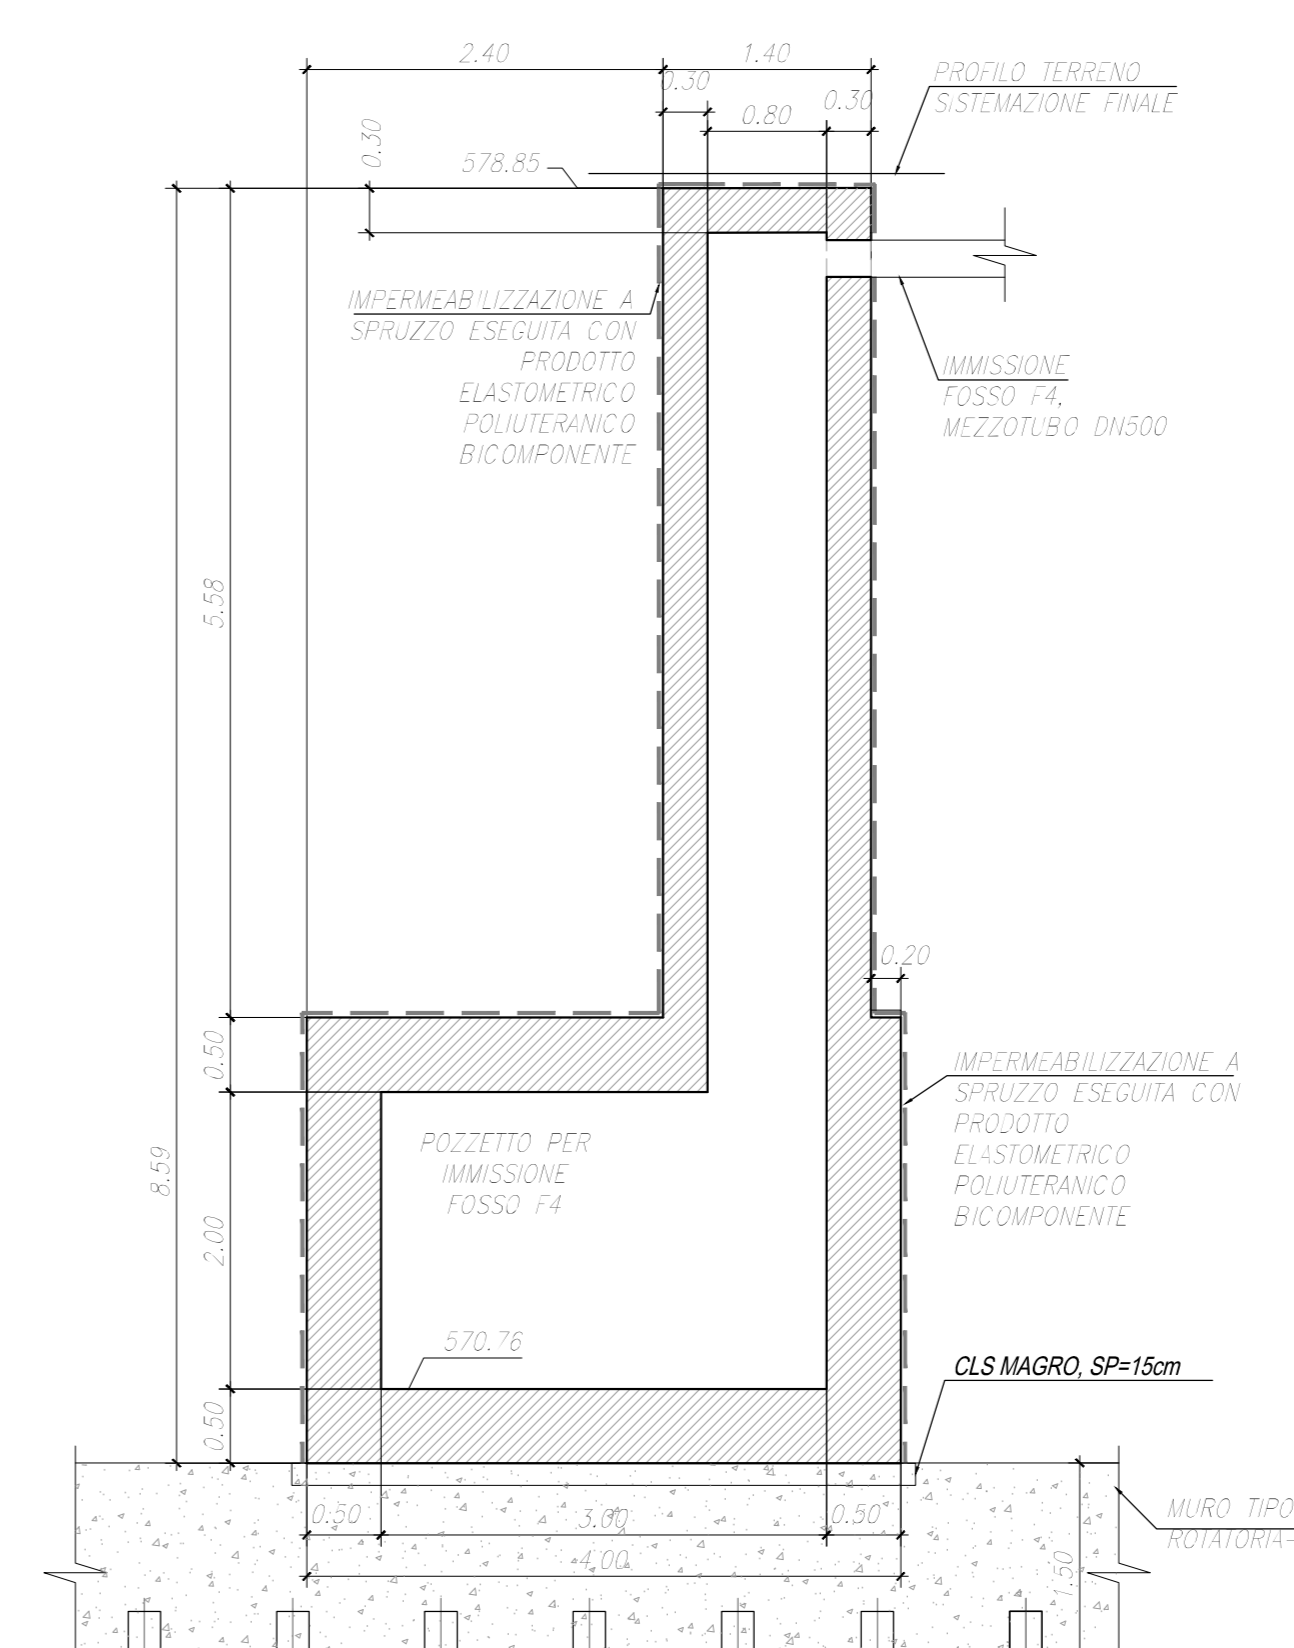 2.40
1.40
0.30
0.80
0.30
0.30
578.85
PROFILO TERRENO
SISTEMAZIONE FINALE
IMPERMEABILIZZAZIONE A
SPRUZZO ESEGUITA CON
PRODOTTO
ELASTOMETRICO
POLIUTERANICO
BICOMPONENTE
IMMISSIONE
FOSSO F4,
MEZZOTUBO DN500
5.58
0.20
0.50
IMPERMEABILIZZAZIONE A
SPRUZZO ESEGUITA CON
PRODOTTO
ELASTOMETRICO
POLIUTERANICO
BICOMPONENTE
POZZETTO PER
IMMISSIONE
FOSSO F4
8.59
2.00
570.76
CLS MAGRO, SP=15cm
0.50
0.50
3.00
0.50
4.00
1.50
MURO TIPO
ROTATORIA-